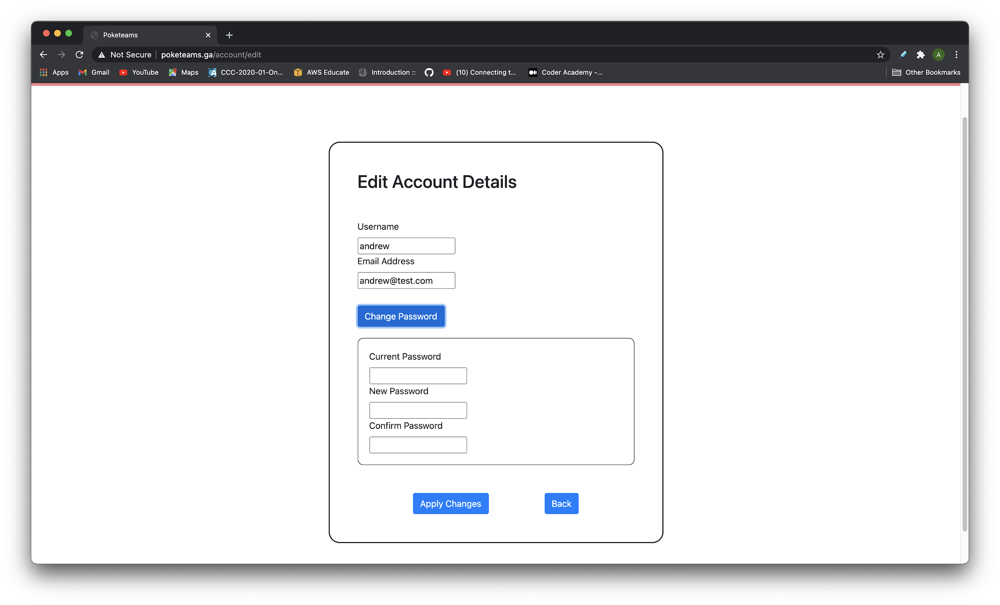 Poketeams
Not Secure poketeams.ga/account/edit A
Apps Gmail YouTube Maps CCC-2020-01-On... AWS Educate Introduction :: (10) Connecting t... Coder Academy -... Other Bookmarks
Edit Account Details
Username
andrew
Email Address
andrew@test.com
Change Password
Current Password
New Password
Confirm Password
Apply Changes Back